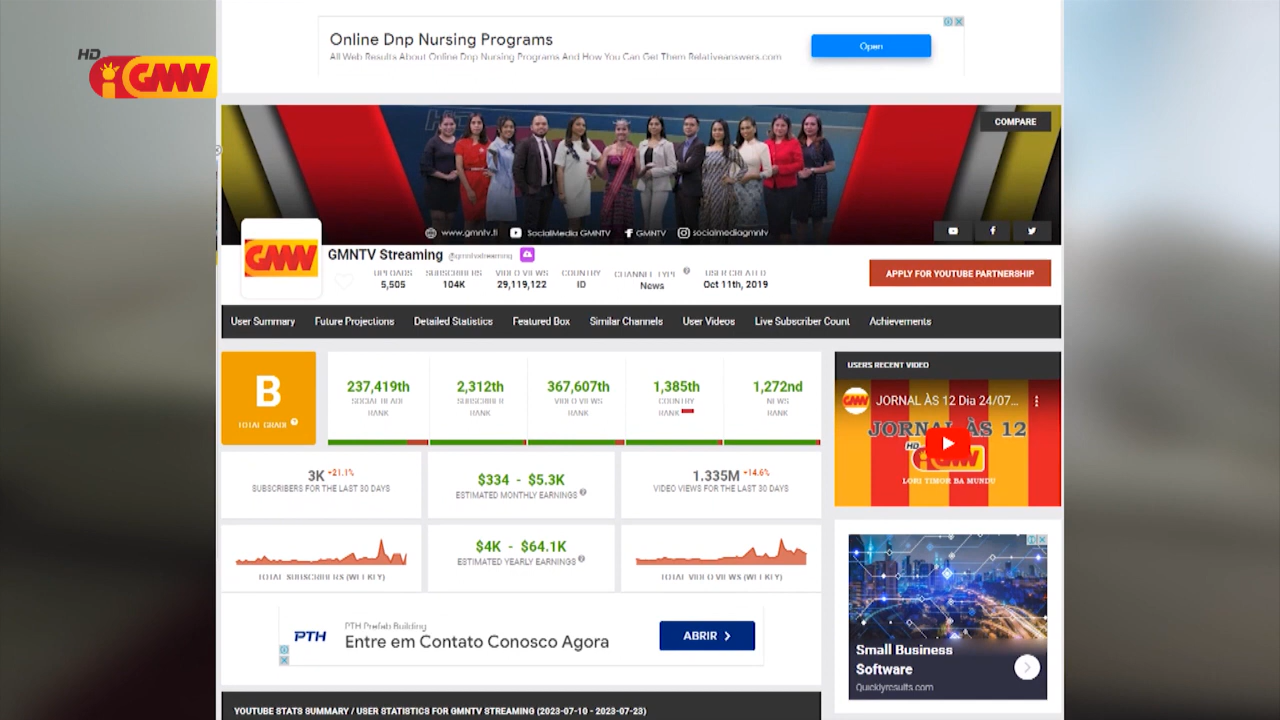 Online Dnp Nursing Programs
All Web Results About Online Dnp Nursing Programs And How You Can Get Them Relativeanswers.com
Open
HD
GMN
COMPARE
www.gmntv.tl SocialMedia GMNTV GMNTV socialmediagmntv
GMN
GMNTV Streaming @gmntvstreaming
UPLOADS SUBSCRIBERS VIDEO VIEWS COUNTRY CHANNEL TYPE USER CREATED
5,505 104K 29,119,122 ID News Oct 11th, 2019
APPLY FOR YOUTUBE PARTNERSHIP
User Summary Future Projections Detailed Statistics Featured Box Similar Channels User Videos Live Subscriber Count Achievements
B
TOTAL GRADE
237,419th 2,312th 367,607th 1,385th 1,272nd
SOCIAL BLADE SUBSCRIBER VIDEO VIEWS COUNTRY NEWS
RANK RANK RANK RANK RANK
USERS RECENT VIDEO
GMN JORNAL ÀS 12 Dia 24/07...
JORNAL ÀS 12
HD
GMN
LORI TIMOR BA MUNDU
3K +21.1%
SUBSCRIBERS FOR THE LAST 30 DAYS
$334 - $5.3K
ESTIMATED MONTHLY EARNINGS
1.335M +14.6%
VIDEO VIEWS FOR THE LAST 30 DAYS
TOTAL SUBSCRIBERS (WEEKLY)
$4K - $64.1K
ESTIMATED YEARLY EARNINGS
TOTAL VIDEO VIEWS (WEEKLY)
PTH
PTH Prefab Building
Entre em Contato Conosco Agora
ABRIR
Small Business
Software
Quicklyresults.com
YOUTUBE STATS SUMMARY / USER STATISTICS FOR GMNTV STREAMING (2023-07-10 - 2023-07-23)